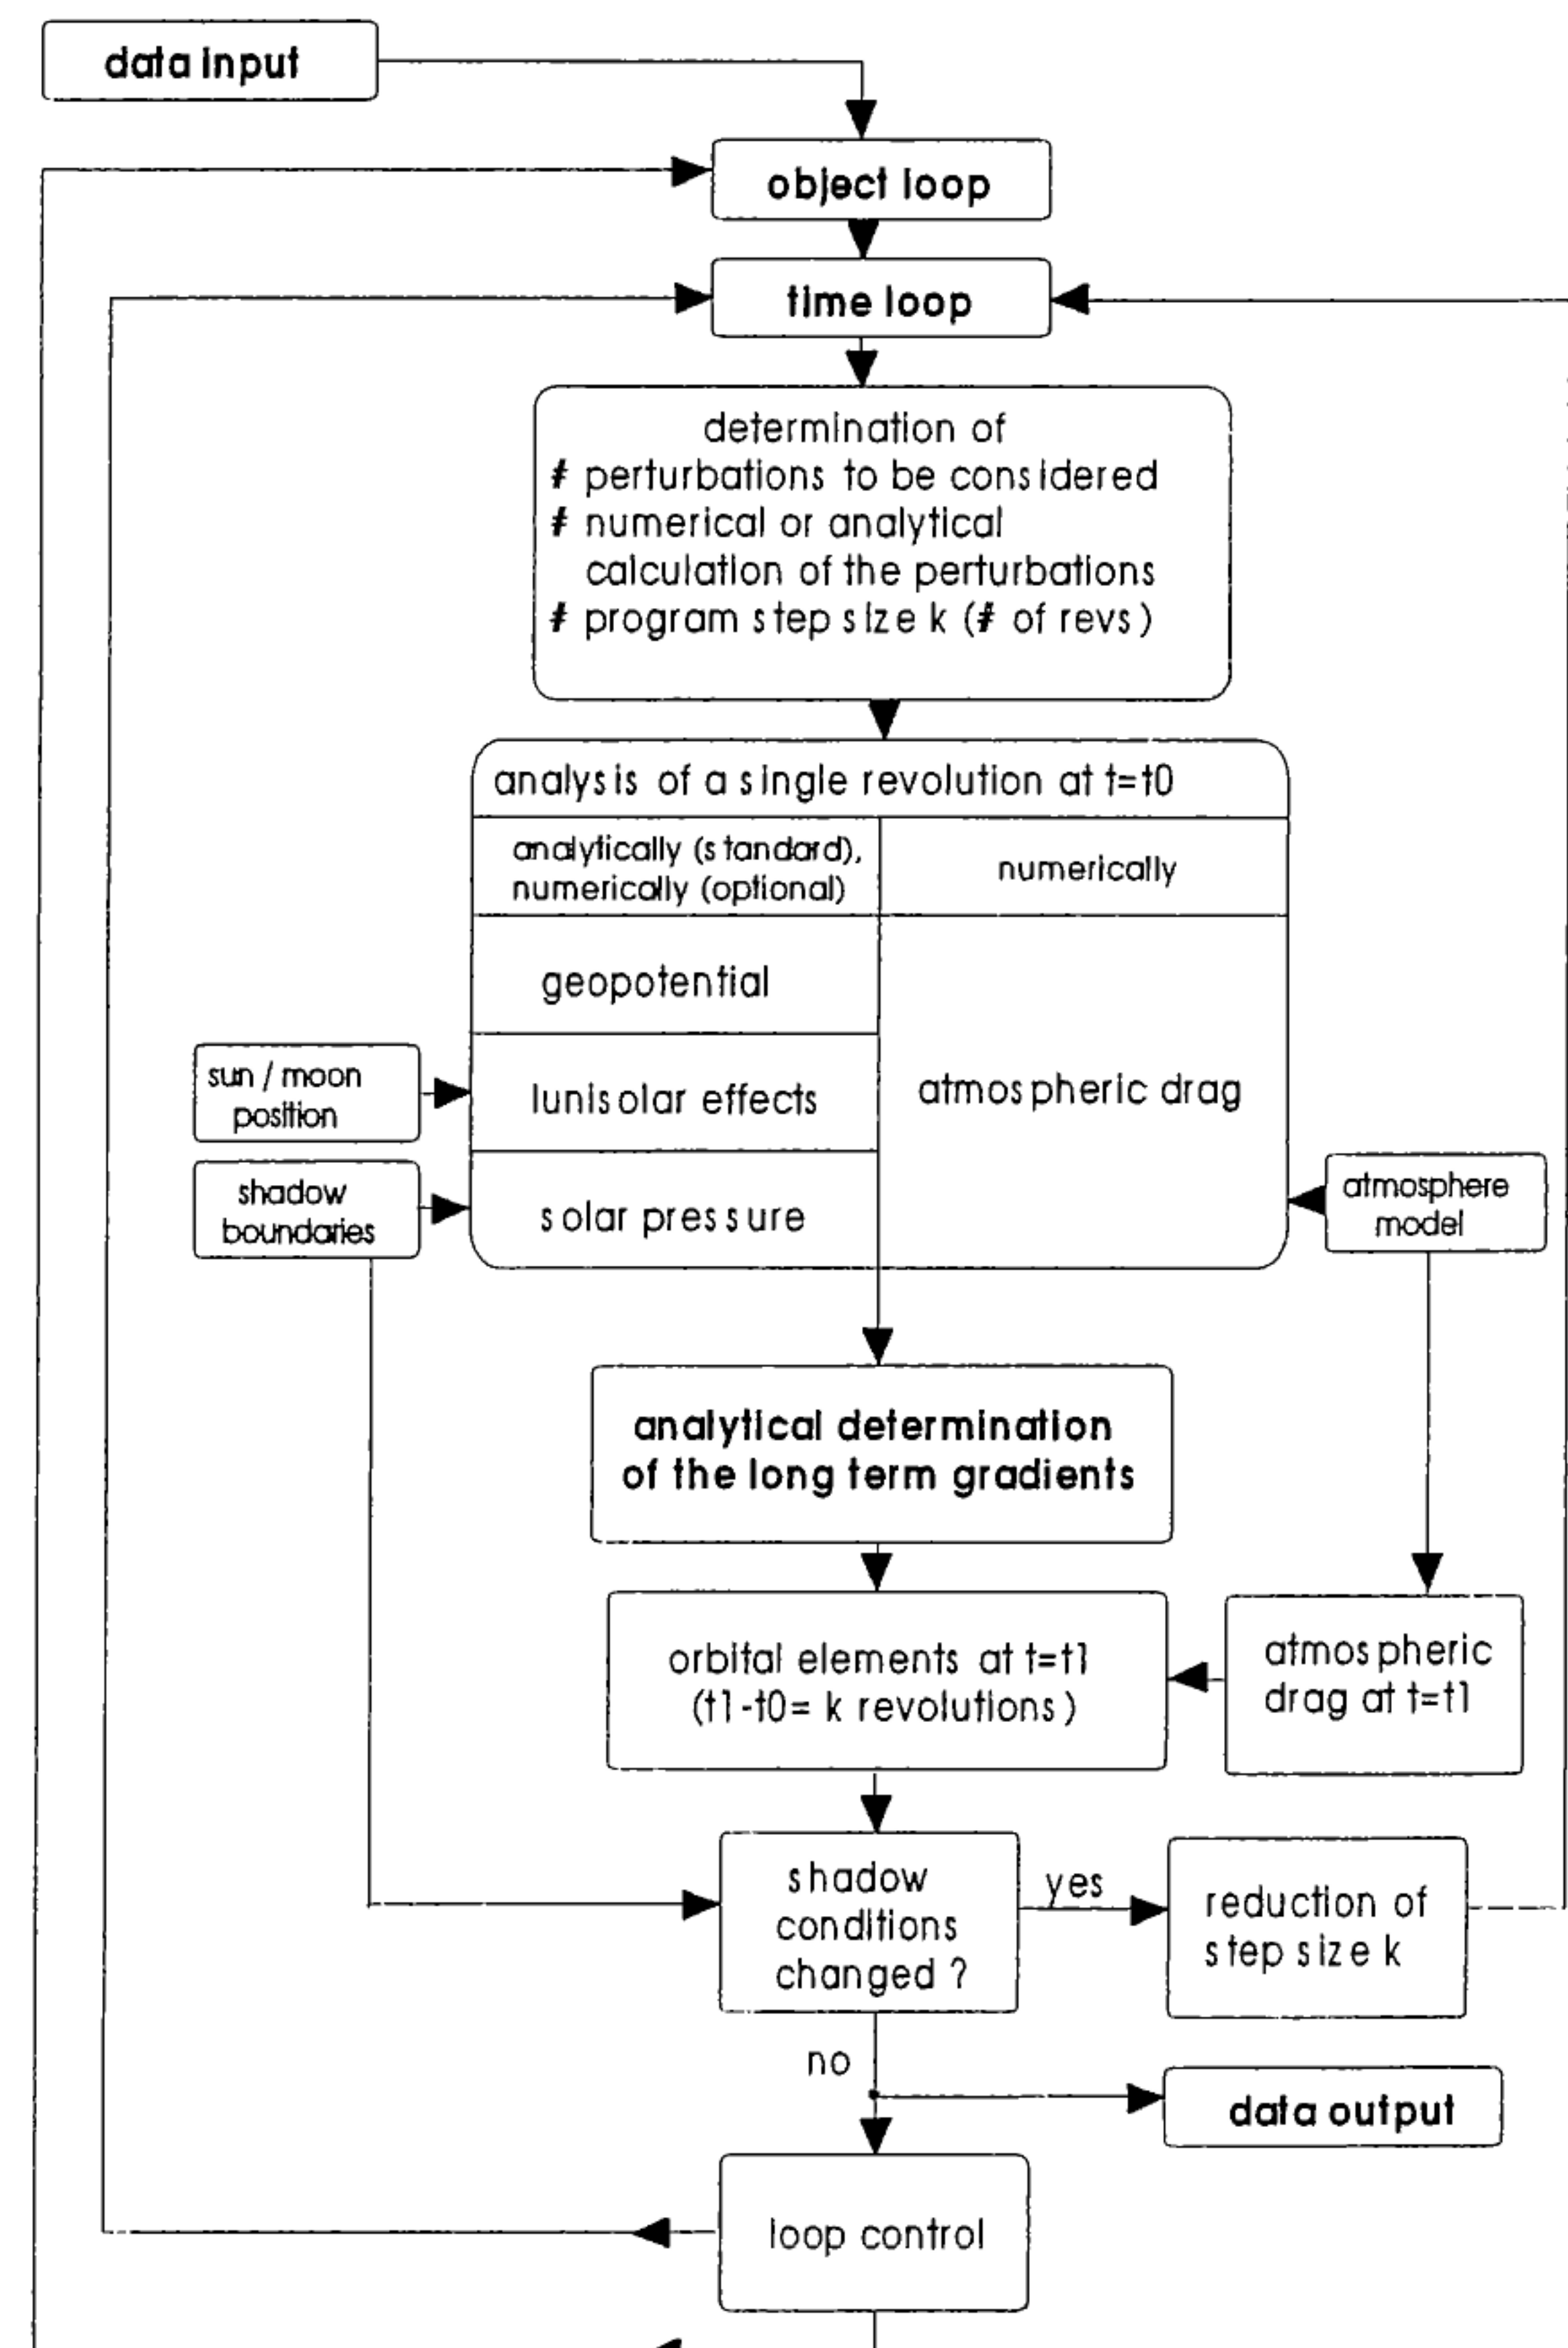 data input
object loop
time loop
determination of
# perturbations to be considered
# numerical or analytical
calculation of the perturbations
# program step size k (# of revs)
analysis of a single revolution at t=t0
analytically (standard),
numerically (optional)
numerically
geopotential
sun / moon
position
lunisolar effects
atmospheric drag
shadow
boundaries
solar pressure
atmosphere
model
analytical determination
of the long term gradients
orbital elements at t=t1
(t1-t0= k revolutions)
atmospheric
drag at t=t1
shadow
conditions
changed ?
yes
reduction of
step size k
no
data output
loop control